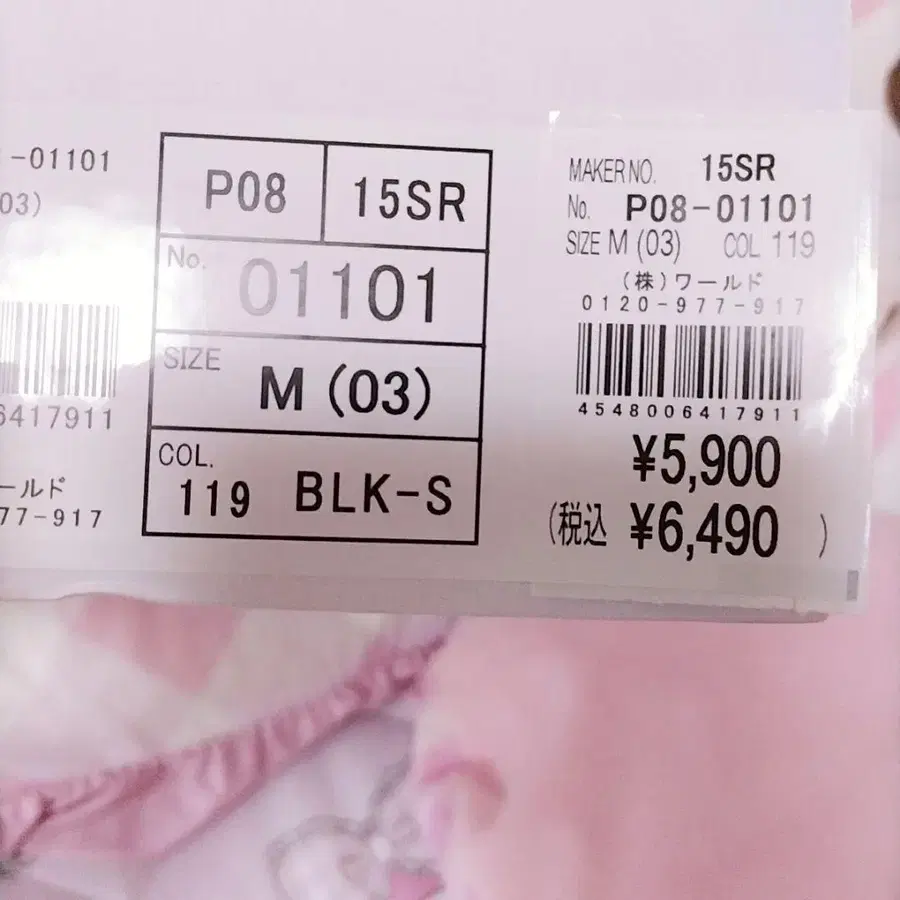 -01101
03)
6417911
ールド
77-917
P08 15SR
No. 01101
SIZE M (03)
COL. 119 BLK-S
MAKER NO. 15SR
No. P08-01101
SIZE M (03) COL 119
(株)ワールド
0120-977-917
4548006417911
¥5,900
(税込 ¥6,490 )